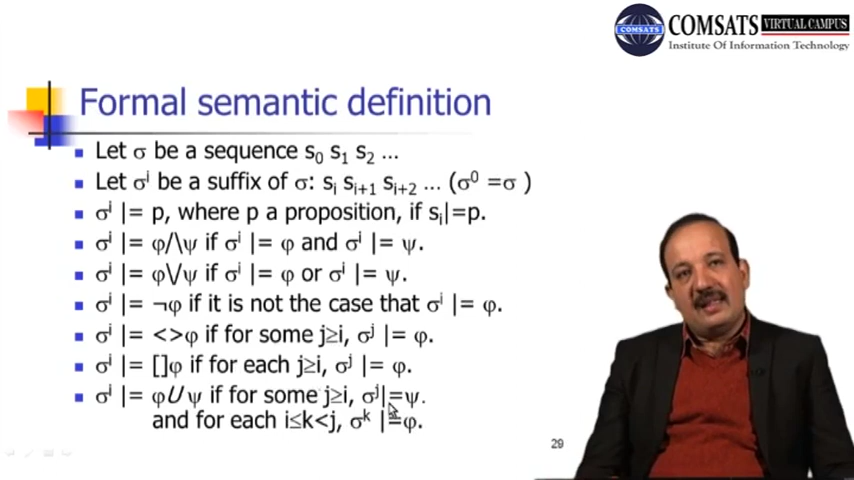 COMSATS VIRTUAL CAMPUS
COMSATS
Institute Of Information Technology
Formal semantic definition
Let σ be a sequence s₀ s₁ s₂ ...
Let σⁱ be a suffix of σ: sᵢ sᵢ₊₁ sᵢ₊₂ ... (σ⁰ =σ )
σⁱ |= p, where p a proposition, if sᵢ|=p.
σⁱ |= φ/\ψ if σⁱ |= φ and σⁱ |= ψ.
σⁱ |= φ\/ψ if σⁱ |= φ or σⁱ |= ψ.
σⁱ |= ¬φ if it is not the case that σⁱ |= φ.
σⁱ |= <>φ if for some j≥i, σʲ |= φ.
σⁱ |= []φ if for each j≥i, σʲ |= φ.
σⁱ |= φUψ if for some j≥i, σʲ|=ψ.
and for each i≤k<j, σᵏ |=φ.
29